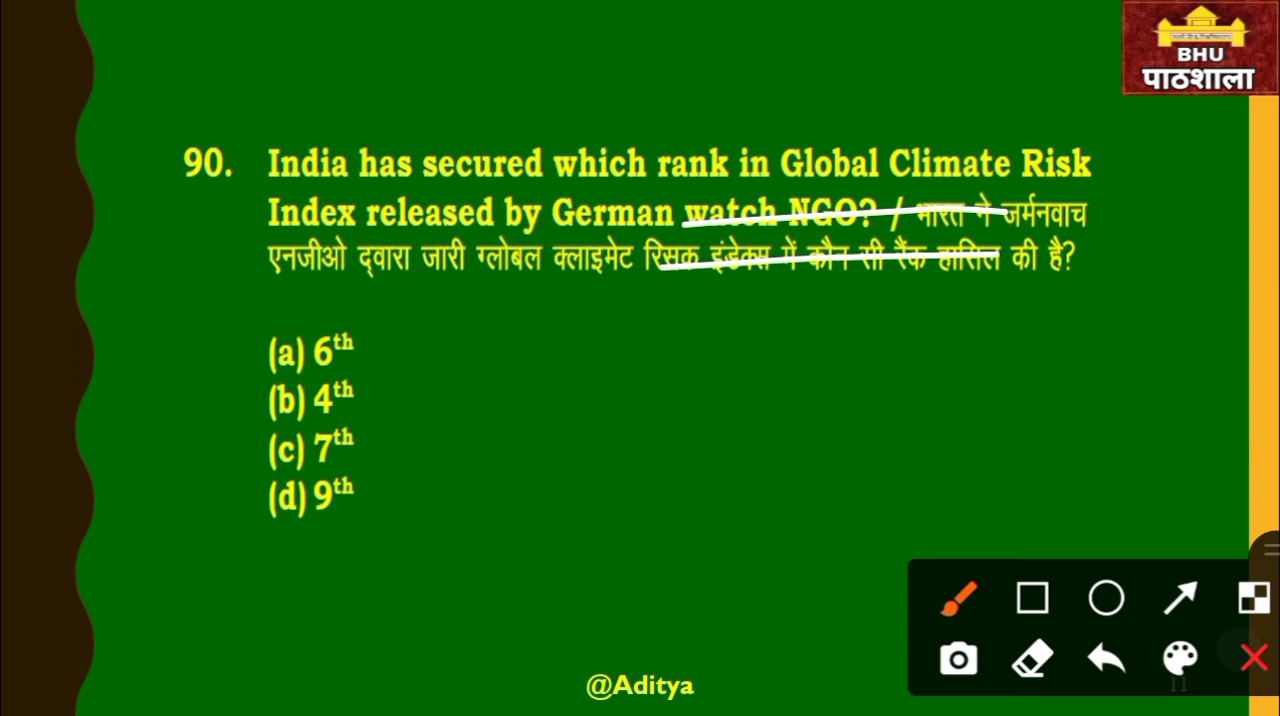 BHU
पाठशाला
90. India has secured which rank in Global Climate Risk
Index released by German watch NGO? / भारत ने जर्मनवाच
एनजीओ द्वारा जारी ग्लोबल क्लाइमेट रिसक इंडेक्स में कौन सी रैंक हासिल की है?
(a) 6th
(b) 4th
(c) 7th
(d) 9th
@Aditya
11